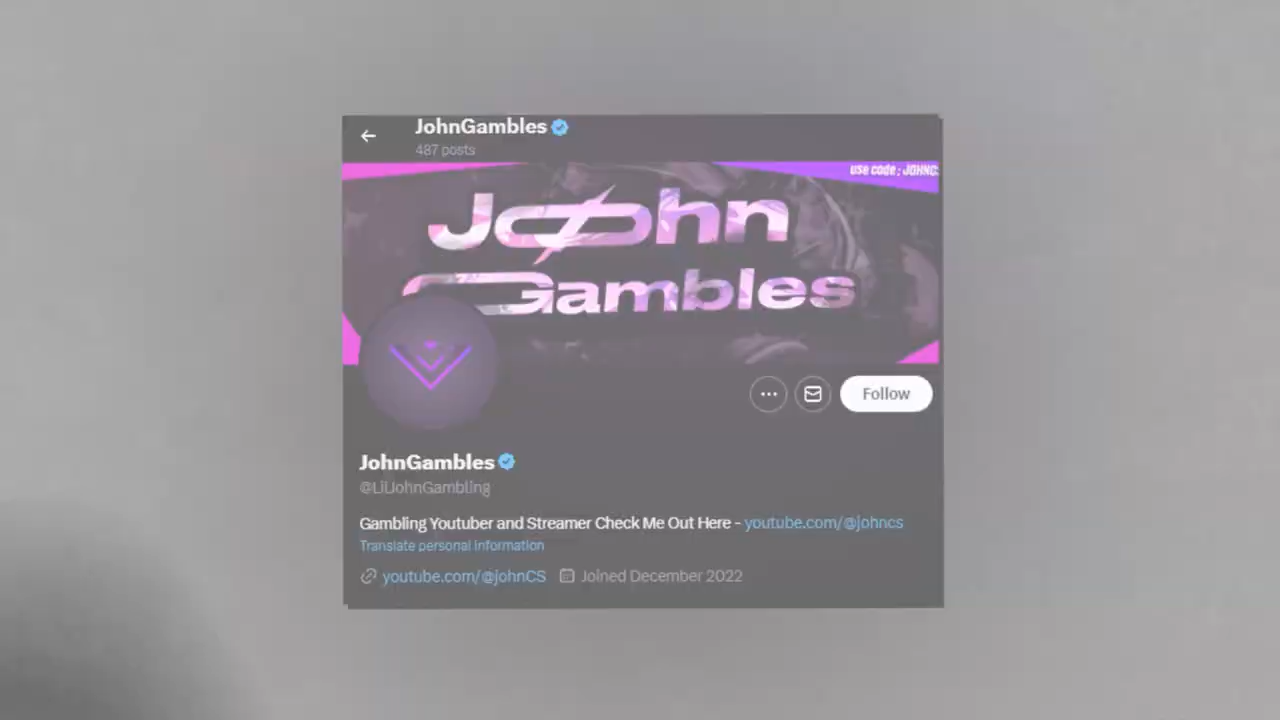 JohnGambles
487 posts
use code ; JOHNC
John
Gambles
Follow
JohnGambles
@LilJohnGambling
Gambling Youtuber and Streamer Check Me Out Here - youtube.com/@johncs
Translate personal information
youtube.com/@johnCS Joined December 2022